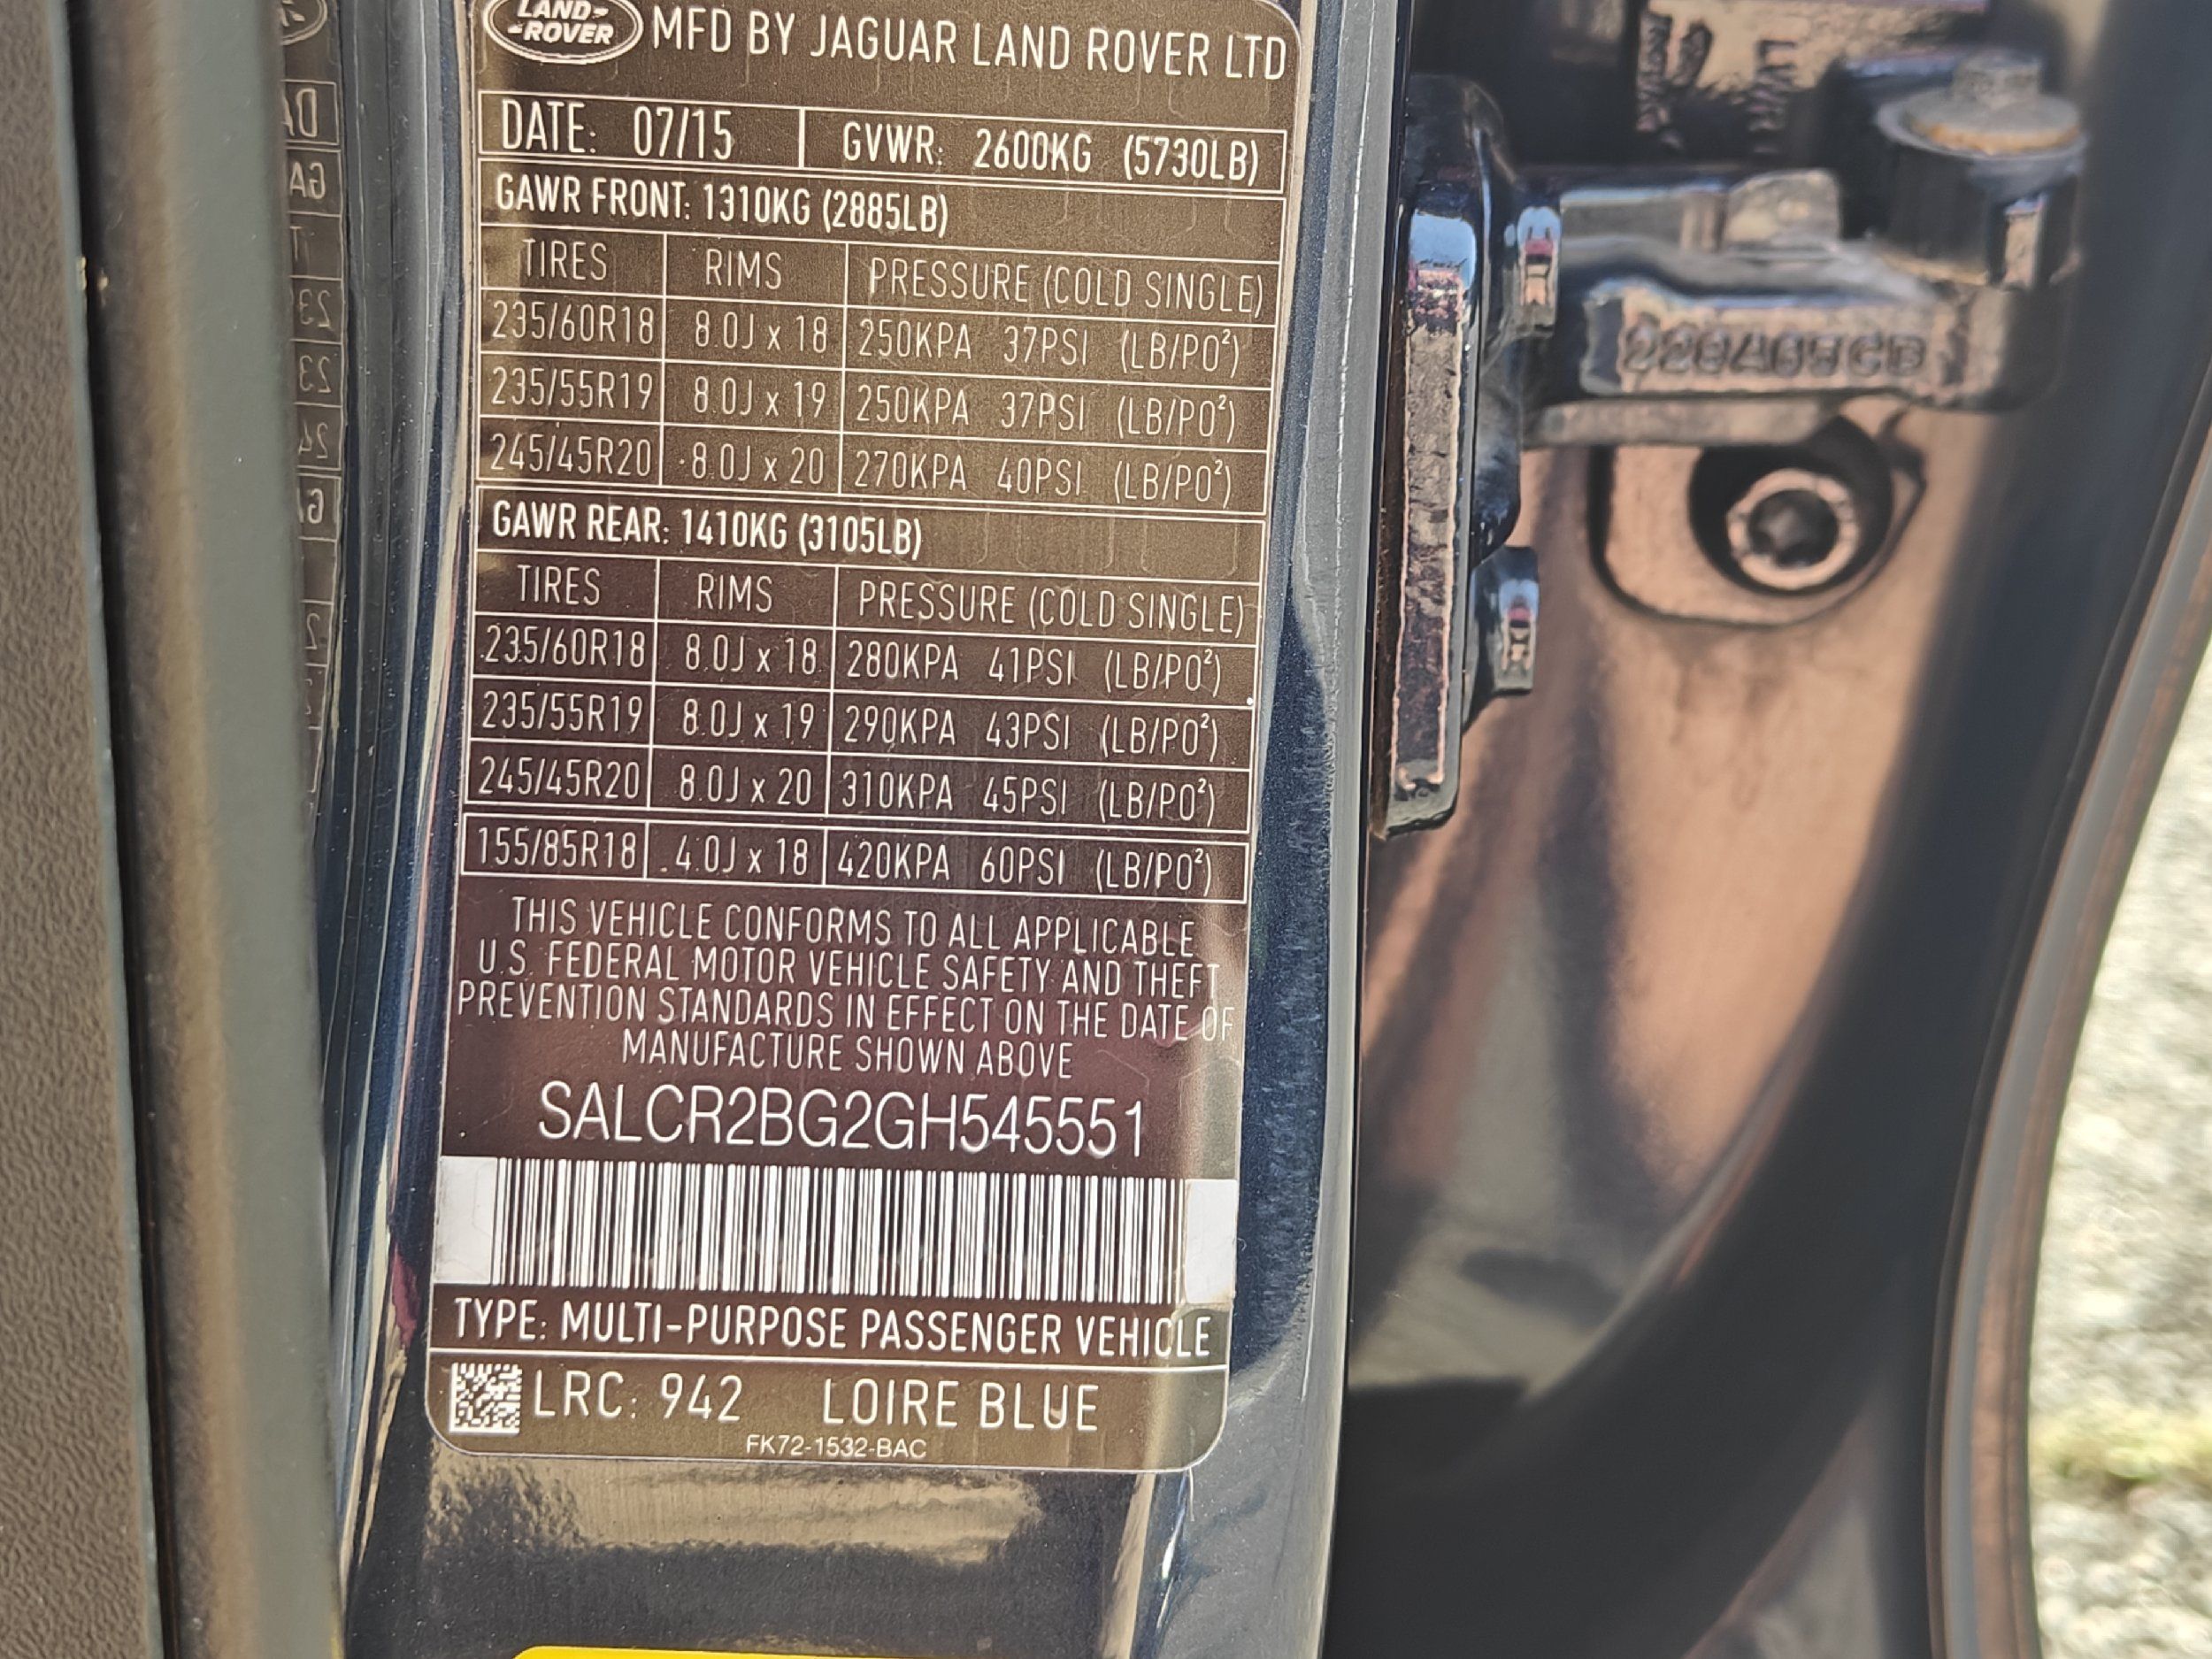 LAND-
-ROVER
MFD BY JAGUAR LAND ROVER LTD
DATE: 07/15 GVWR: 2600KG (5730LB)
GAWR FRONT: 1310KG (2885LB)
TIRES RIMS PRESSURE (COLD SINGLE)
235/60R18 8.0J x 18 250KPA 37PSI (LB/PO²)
235/55R19 8.0J x 19 250KPA 37PSI (LB/PO²)
245/45R20 8.0J x 20 270KPA 40PSI (LB/PO²)
GAWR REAR: 1410KG (3105LB)
TIRES RIMS PRESSURE (COLD SINGLE)
235/60R18 8.0J x 18 280KPA 41PSI (LB/PO²)
235/55R19 8.0J x 19 290KPA 43PSI (LB/PO²)
245/45R20 8.0J x 20 310KPA 45PSI (LB/PO²)
155/85R18 4.0J x 18 420KPA 60PSI (LB/PO²)
THIS VEHICLE CONFORMS TO ALL APPLICABLE
U.S. FEDERAL MOTOR VEHICLE SAFETY AND THEFT
PREVENTION STANDARDS IN EFFECT ON THE DATE OF
MANUFACTURE SHOWN ABOVE
SALCR2BG2GH545551
TYPE: MULTI-PURPOSE PASSENGER VEHICLE
LRC: 942 LOIRE BLUE
FK72-1532-BAC